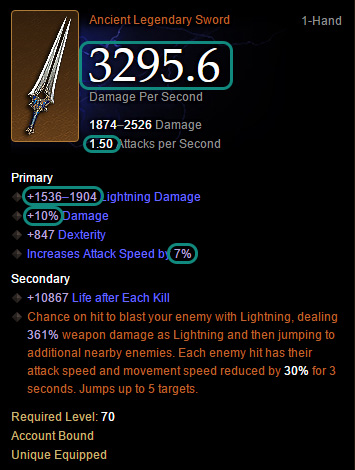 Ancient Legendary Sword 1-Hand
3295.6
Damage Per Second
1874–2526 Damage
1.50 Attacks per Second
Primary
+1536–1904 Lightning Damage
+10% Damage
+847 Dexterity
Increases Attack Speed by 7%
Secondary
+10867 Life after Each Kill
Chance on hit to blast your enemy with Lightning, dealing
361% weapon damage as Lightning and then jumping to
additional nearby enemies. Each enemy hit has their
attack speed and movement speed reduced by 30% for 3
seconds. Jumps up to 5 targets.
Required Level: 70
Account Bound
Unique Equipped